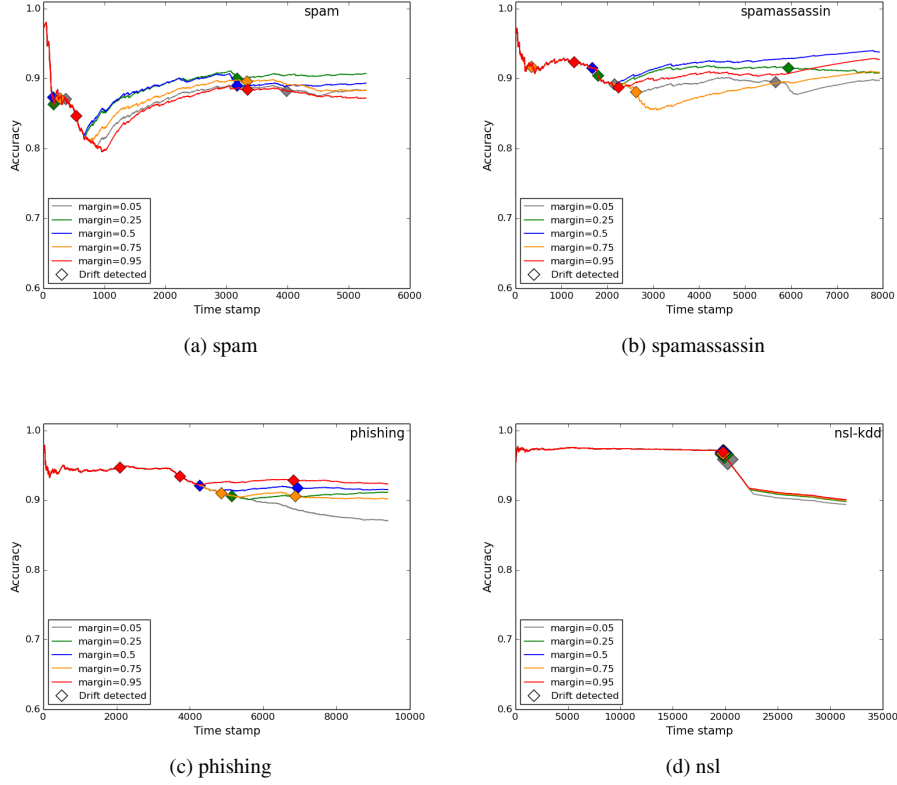 spam
Accuracy
1.0
0.9
0.8
0.7
0.6
margin=0.05
margin=0.25
margin=0.5
margin=0.75
margin=0.95
Drift detected
0 1000 2000 3000 4000 5000 6000
Time stamp
(a) spam
spamassassin
Accuracy
1.0
0.9
0.8
0.7
0.6
margin=0.05
margin=0.25
margin=0.5
margin=0.75
margin=0.95
Drift detected
0 1000 2000 3000 4000 5000 6000 7000 8000
Time stamp
(b) spamassassin
phishing
Accuracy
1.0
0.9
0.8
0.7
0.6
margin=0.05
margin=0.25
margin=0.5
margin=0.75
margin=0.95
Drift detected
0 2000 4000 6000 8000 10000
Time stamp
(c) phishing
nsl-kdd
Accuracy
1.0
0.9
0.8
0.7
0.6
margin=0.05
margin=0.25
margin=0.5
margin=0.75
margin=0.95
Drift detected
0 5000 10000 15000 20000 25000 30000 35000
Time stamp
(d) nsl